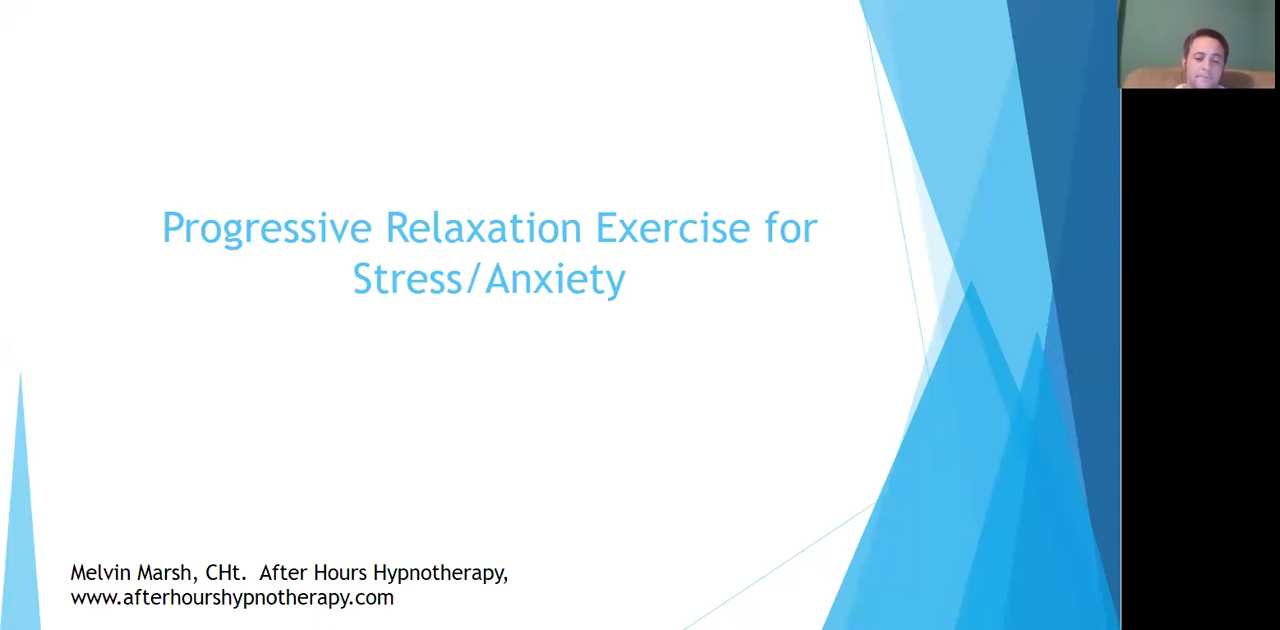 Progressive Relaxation Exercise for
Stress/Anxiety
Melvin Marsh, CHt.  After Hours Hypnotherapy,
www.afterhourshypnotherapy.com